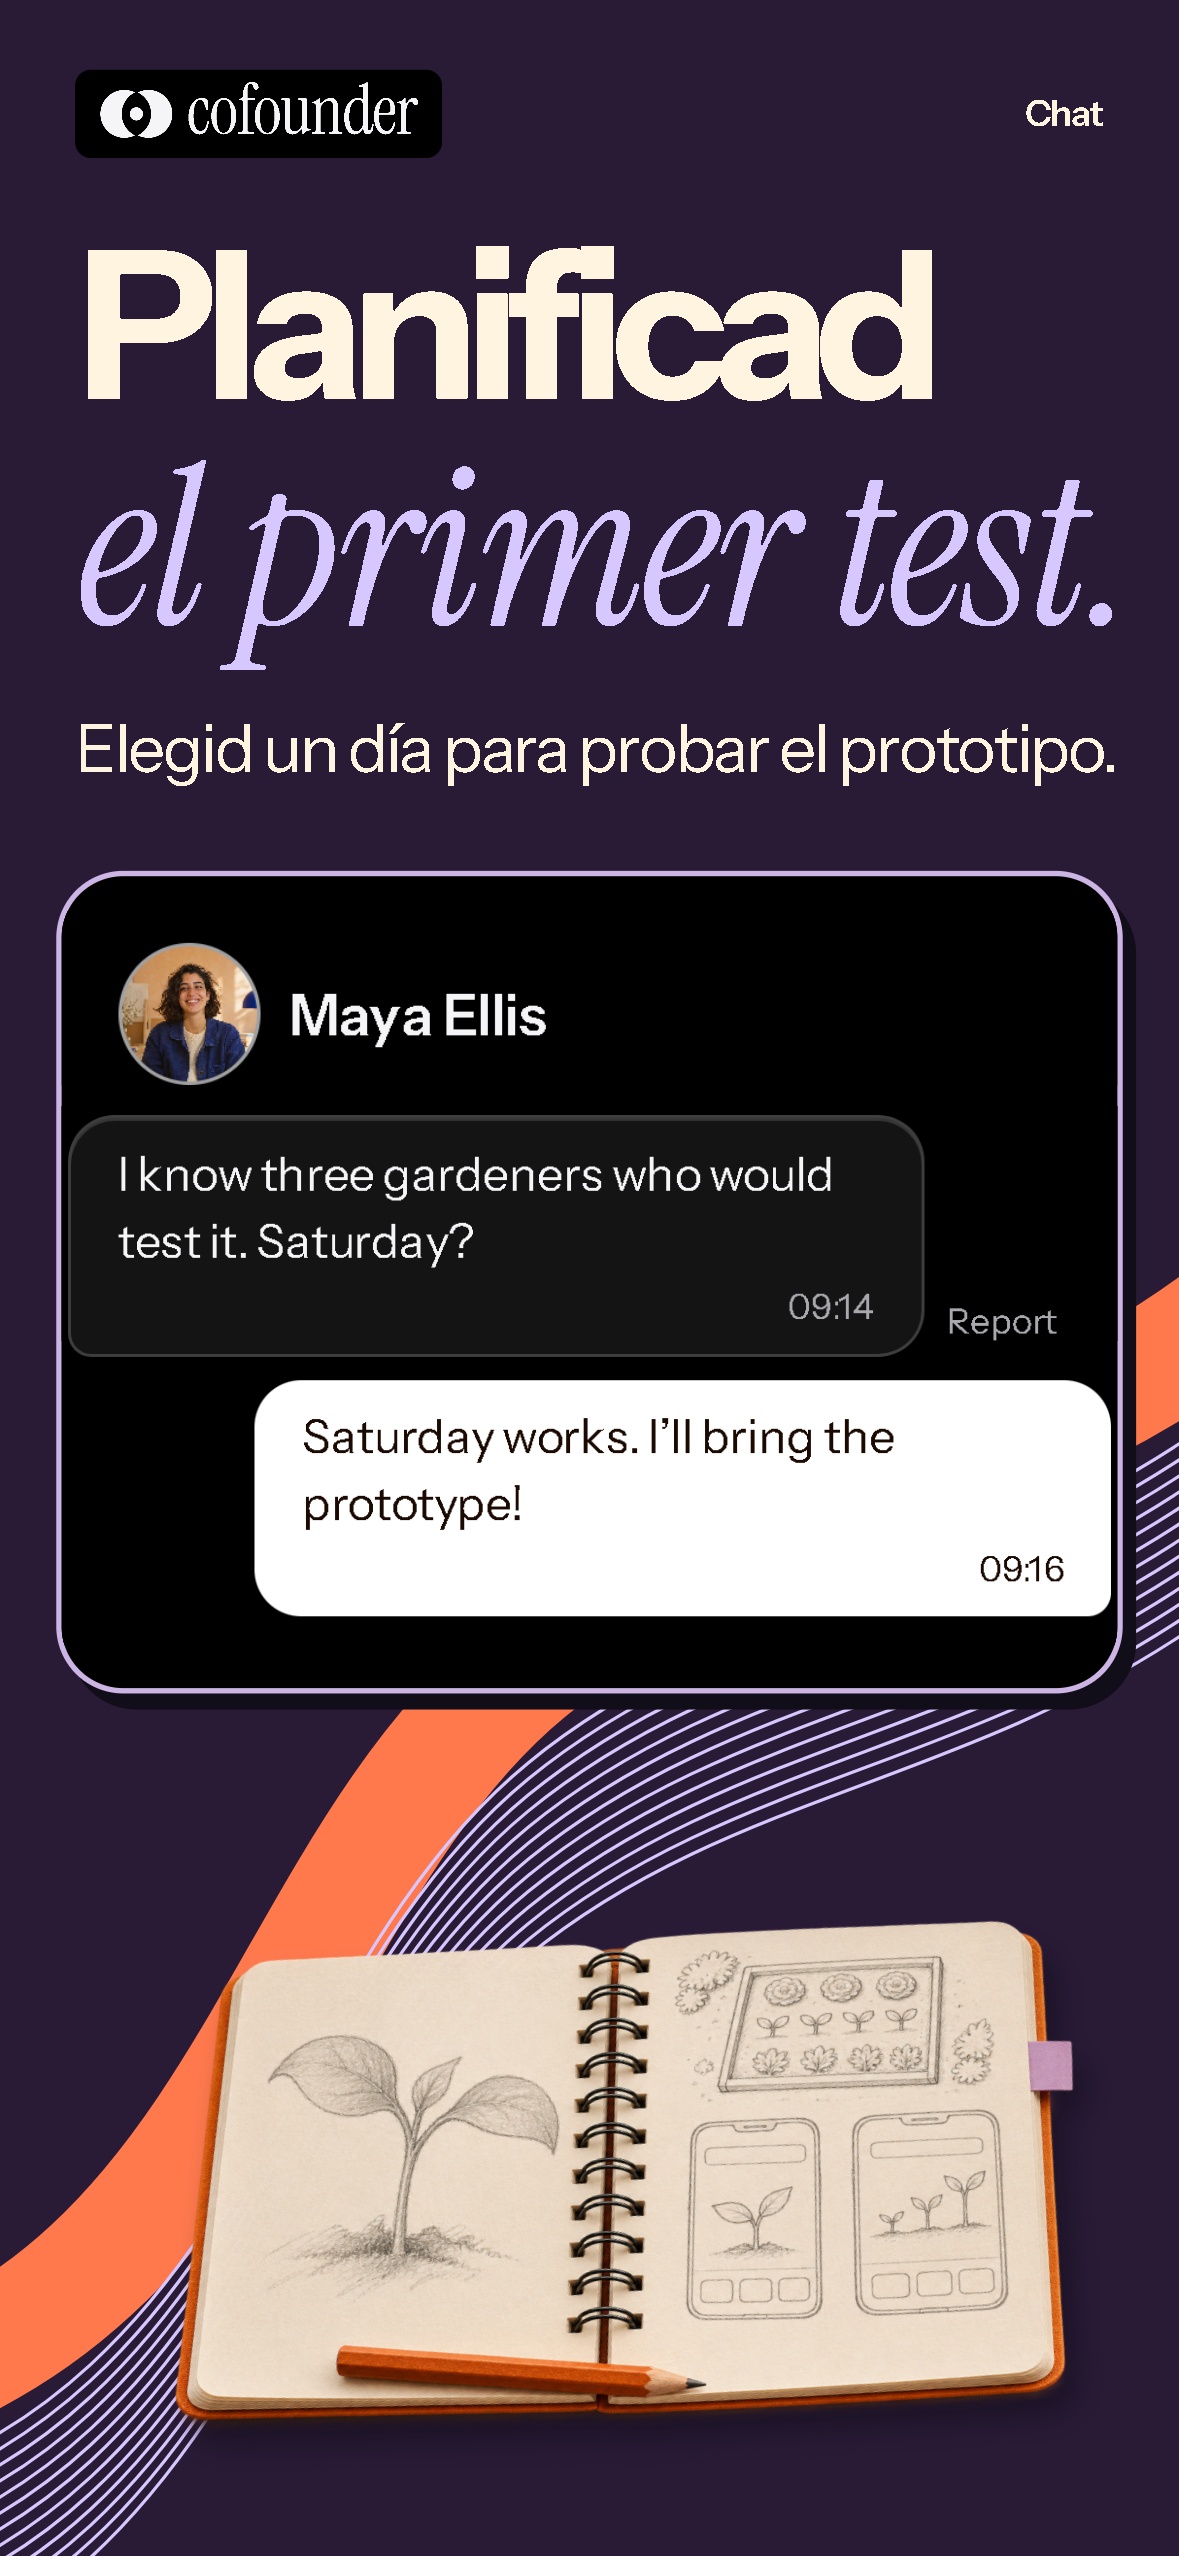 cofounder
Chat
Planificad
el primer test.
Elegid un día para probar el prototipo.
Maya Ellis
I know three gardeners who would
test it. Saturday?
09:14
Report
Saturday works. I’ll bring the
prototype!
09:16